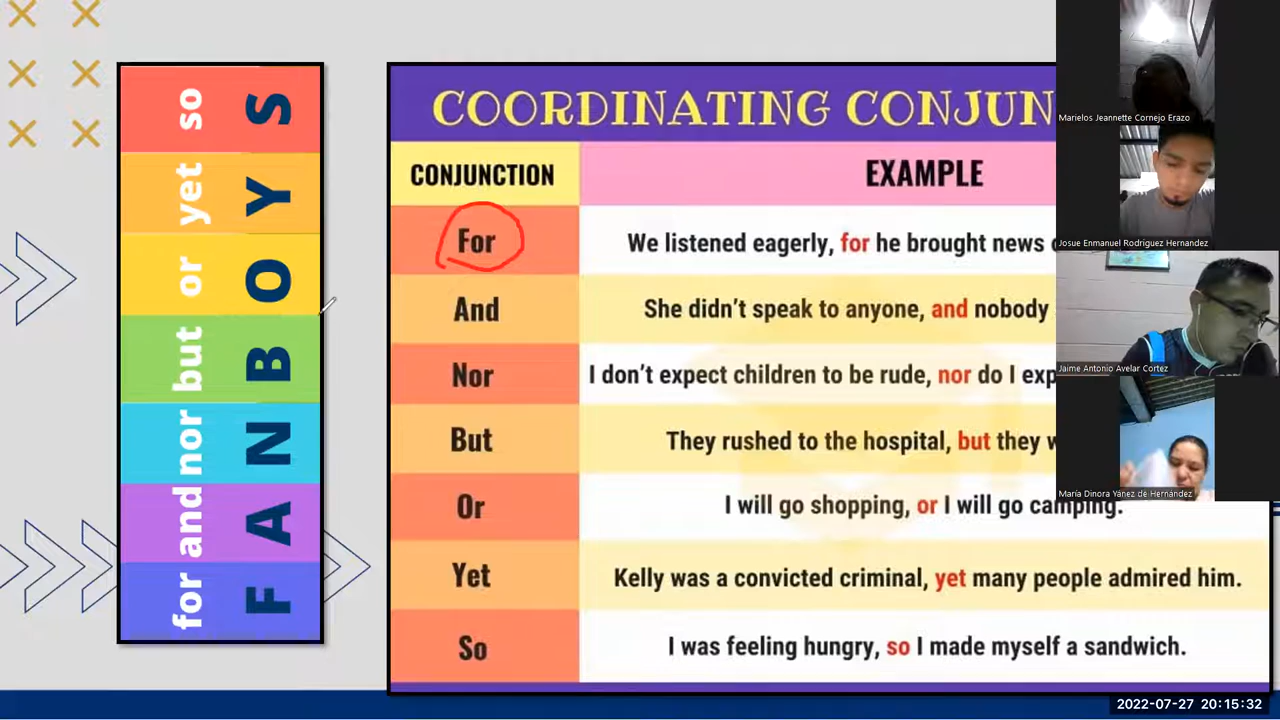 so
yet
or
but
nor
and
for
S
Y
O
B
N
A
F
COORDINATING CONJUN
CONJUNCTION
EXAMPLE
For
We listened eagerly, for he brought news
And
She didn't speak to anyone, and nobody
Nor
I don't expect children to be rude, nor do I exp
But
They rushed to the hospital, but they w
Or
I will go shopping, or I will go camping.
Yet
Kelly was a convicted criminal, yet many people admired him.
So
I was feeling hungry, so I made myself a sandwich.
Marielos Jeannette Cornejo Erazo
Josue Enmanuel Rodriguez Hernandez
Jaime Antonio Avelar Cortez
María Dinora Yánez de Hernández
2022-07-27 20:15:32